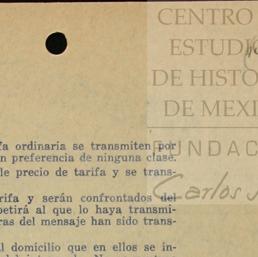 CENTRO
ESTUDI
DE HISTO
DE MEXI
FUNDAC
Carlos
fa ordinaria se transmiten por
n preferencia de ninguna clase.
le precio de tarifa y se trans-
rifa y serán confrontados del
petirá al que lo haya transmi-
ras del mensaje han sido trans-
l domicilio que en ellos se in-